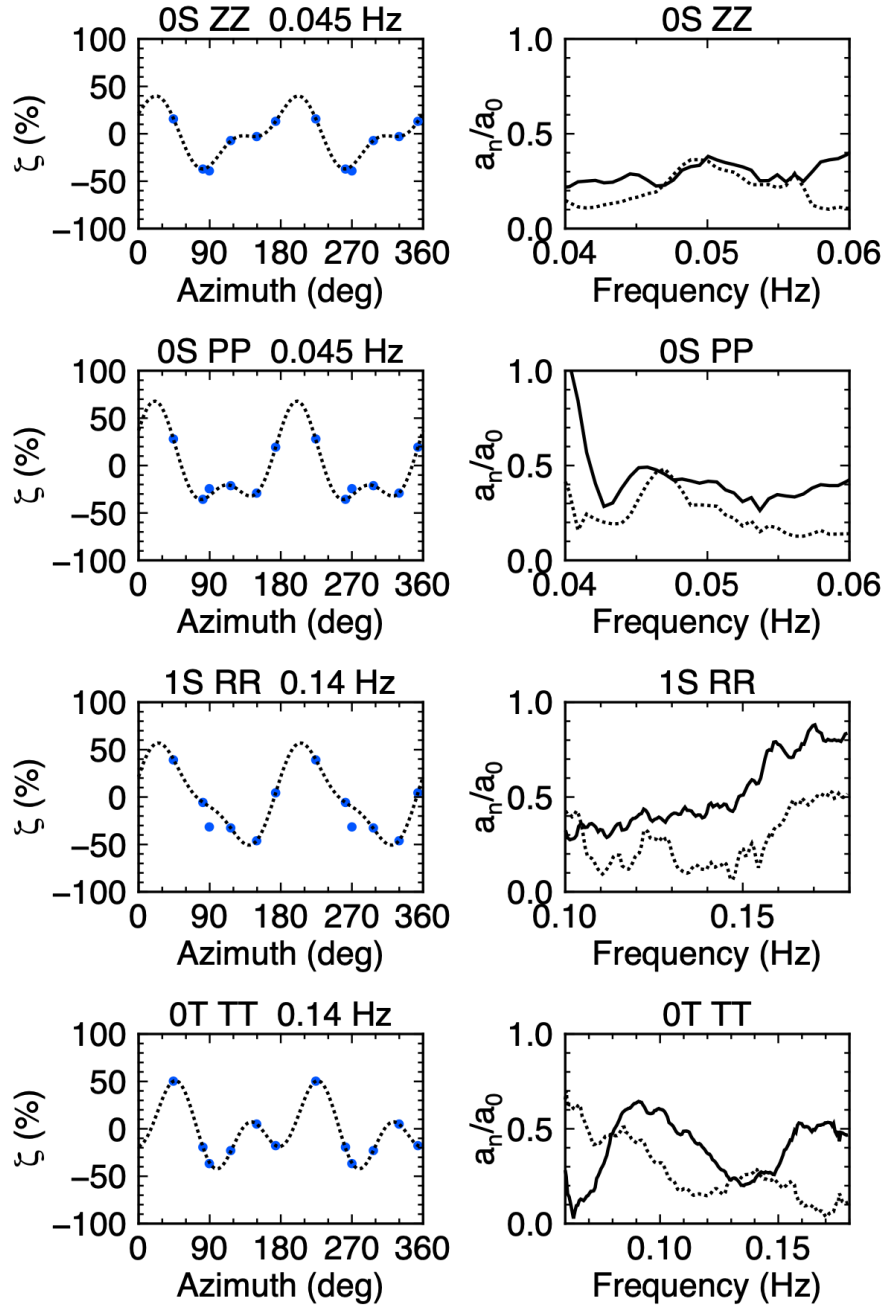 0S ZZ 0.045 Hz
ζ (%)
100
50
0
−50
−100
0 90 180 270 360
Azimuth (deg)
0S ZZ
a_n/a_0
1.0
0.5
0.0
0.04 0.05 0.06
Frequency (Hz)
0S PP 0.045 Hz
ζ (%)
100
50
0
−50
−100
0 90 180 270 360
Azimuth (deg)
0S PP
a_n/a_0
1.0
0.5
0.0
0.04 0.05 0.06
Frequency (Hz)
1S RR 0.14 Hz
ζ (%)
100
50
0
−50
−100
0 90 180 270 360
Azimuth (deg)
1S RR
a_n/a_0
1.0
0.5
0.0
0.10 0.15
Frequency (Hz)
0T TT 0.14 Hz
ζ (%)
100
50
0
−50
−100
0 90 180 270 360
Azimuth (deg)
0T TT
a_n/a_0
1.0
0.5
0.0
0.10 0.15
Frequency (Hz)